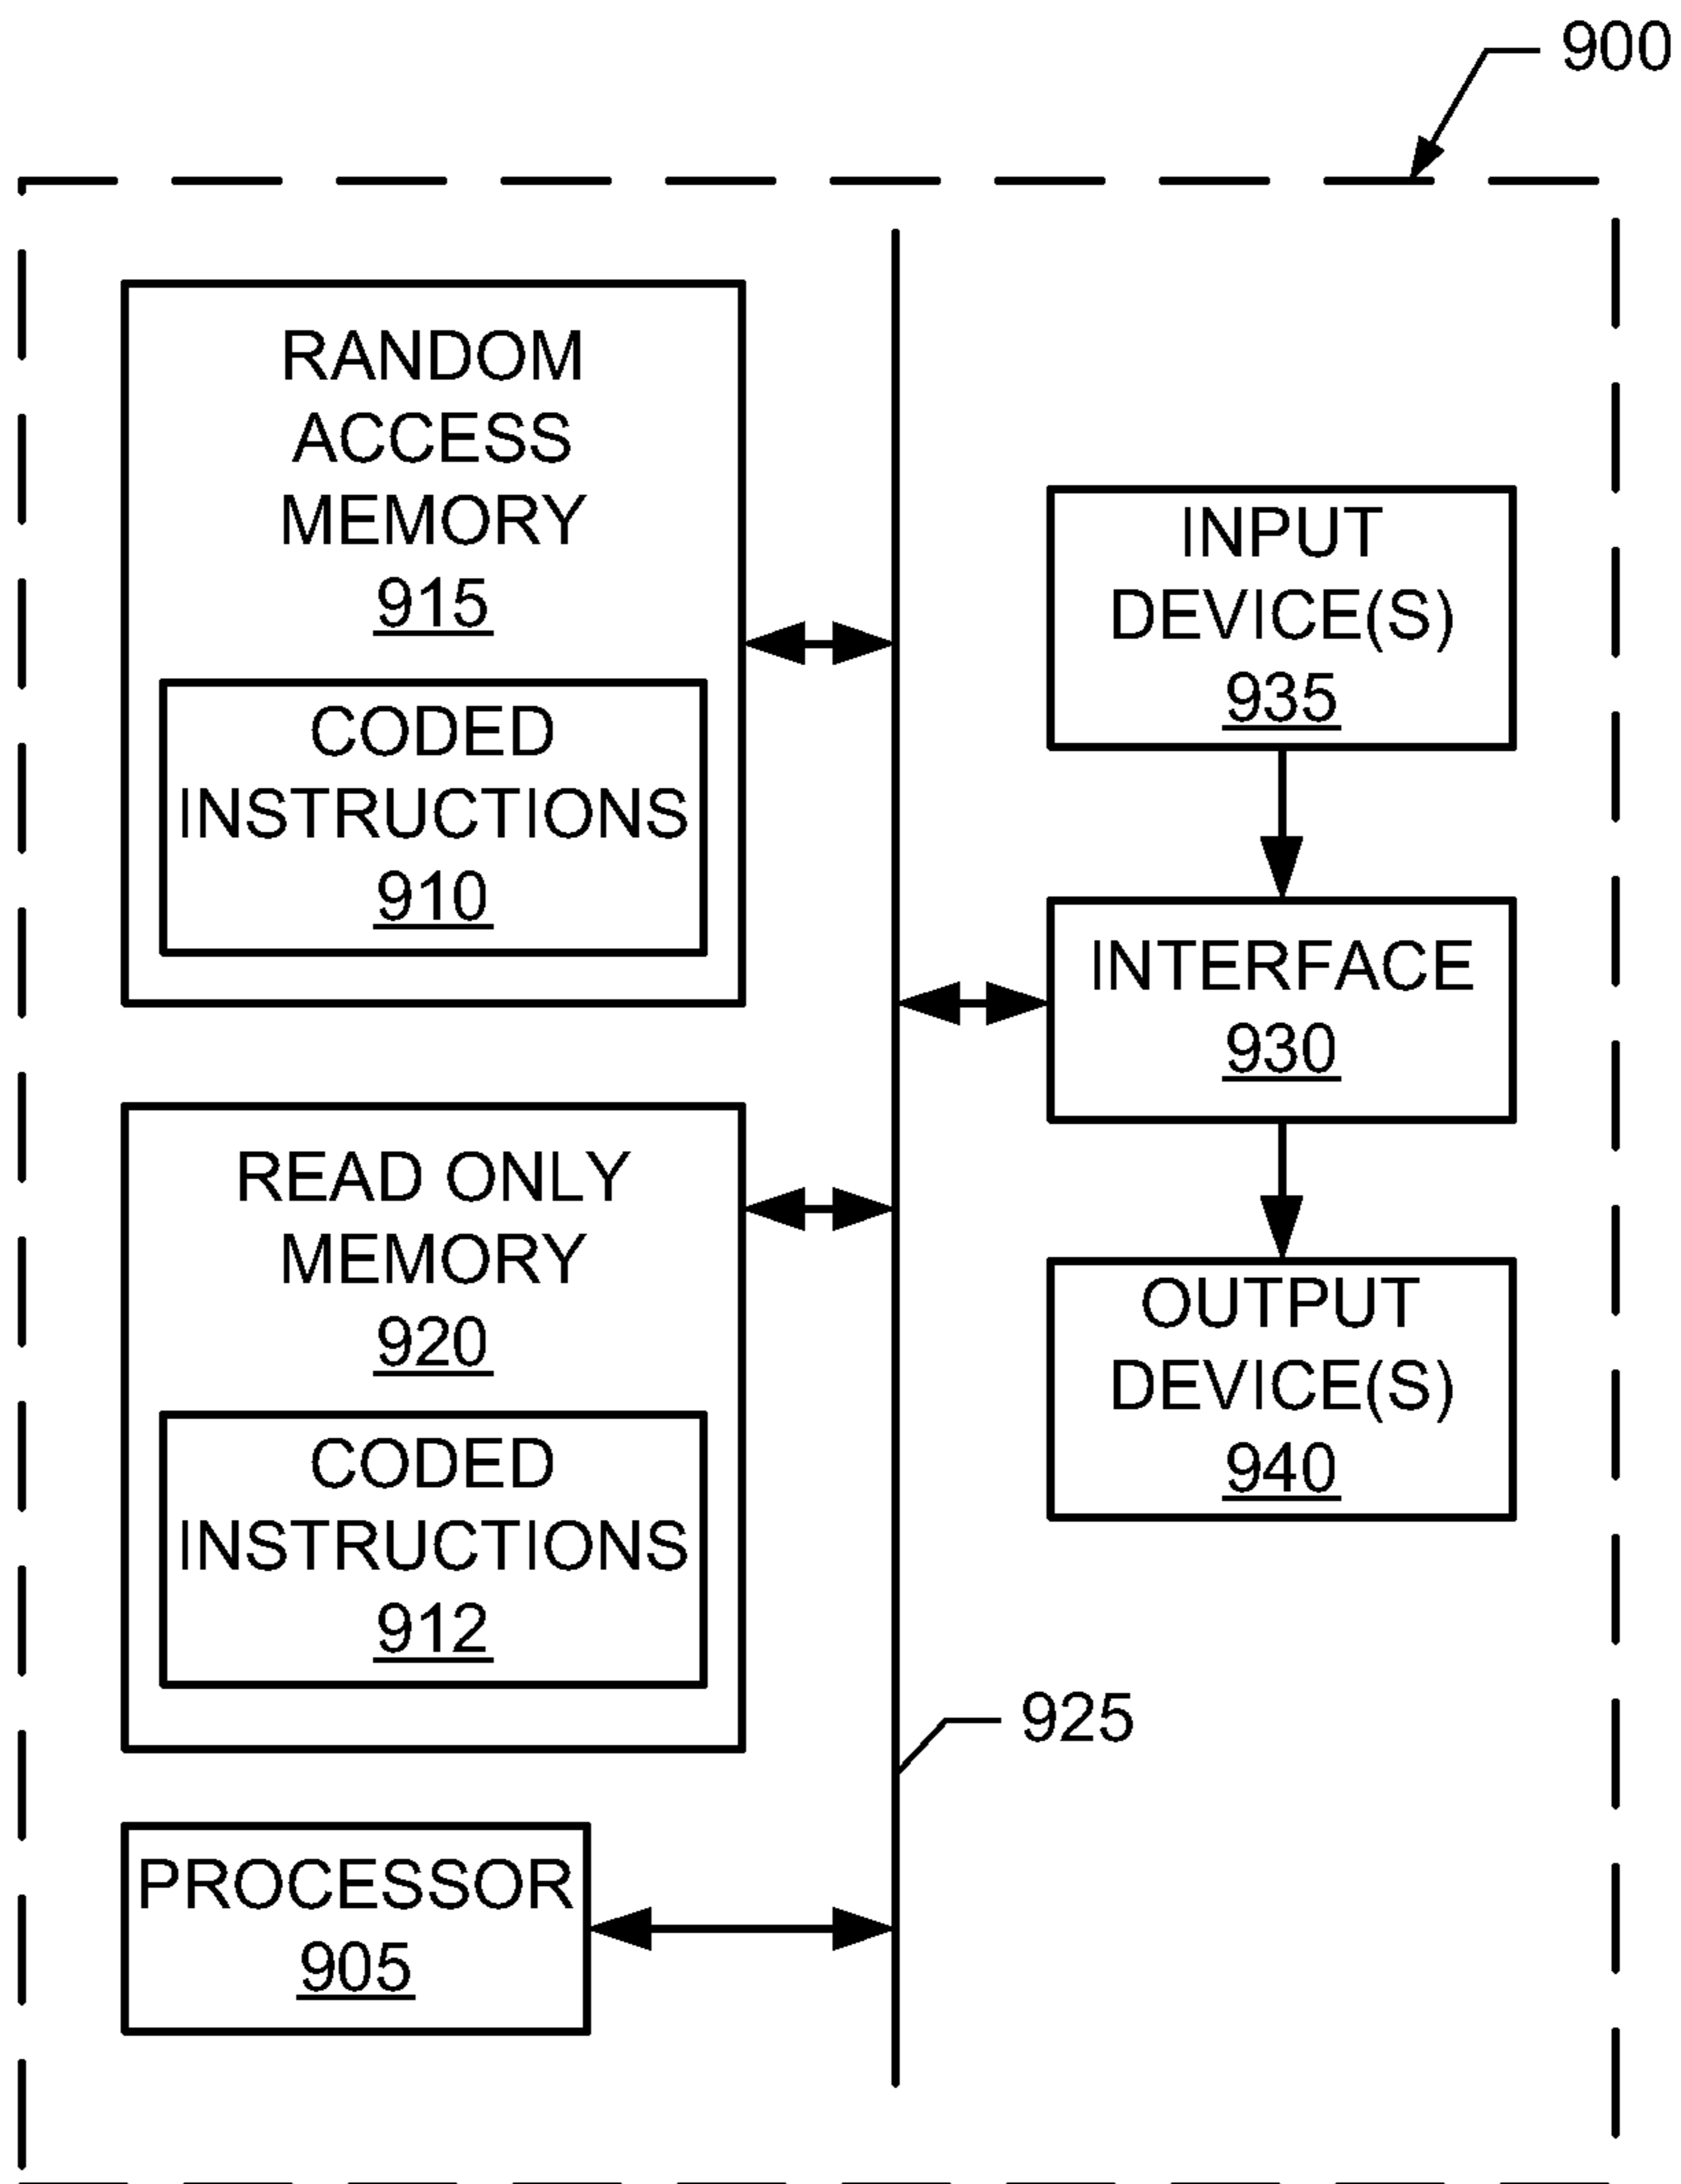 900
RANDOM
ACCESS
MEMORY
915
CODED
INSTRUCTIONS
910
READ ONLY
MEMORY
920
CODED
INSTRUCTIONS
912
PROCESSOR
905
INPUT
DEVICE(S)
935
INTERFACE
930
OUTPUT
DEVICE(S)
940
925